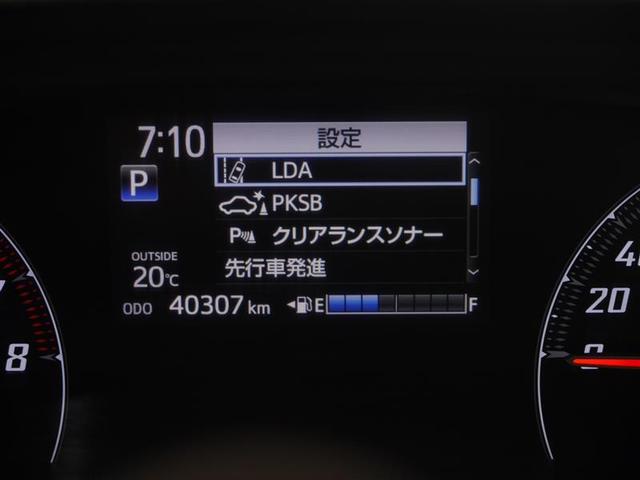 7:10
設定
LDA
P
PKSB
P クリアランスソナー
OUTSIDE
20℃
先行車発進
ODO 40307 km
E F
8
40
20
0